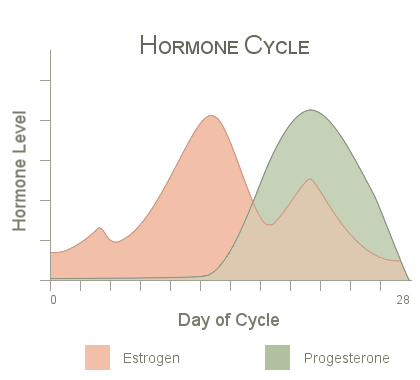 Hormone Cycle
Hormone Level
0 28
Day of Cycle
Estrogen Progesterone